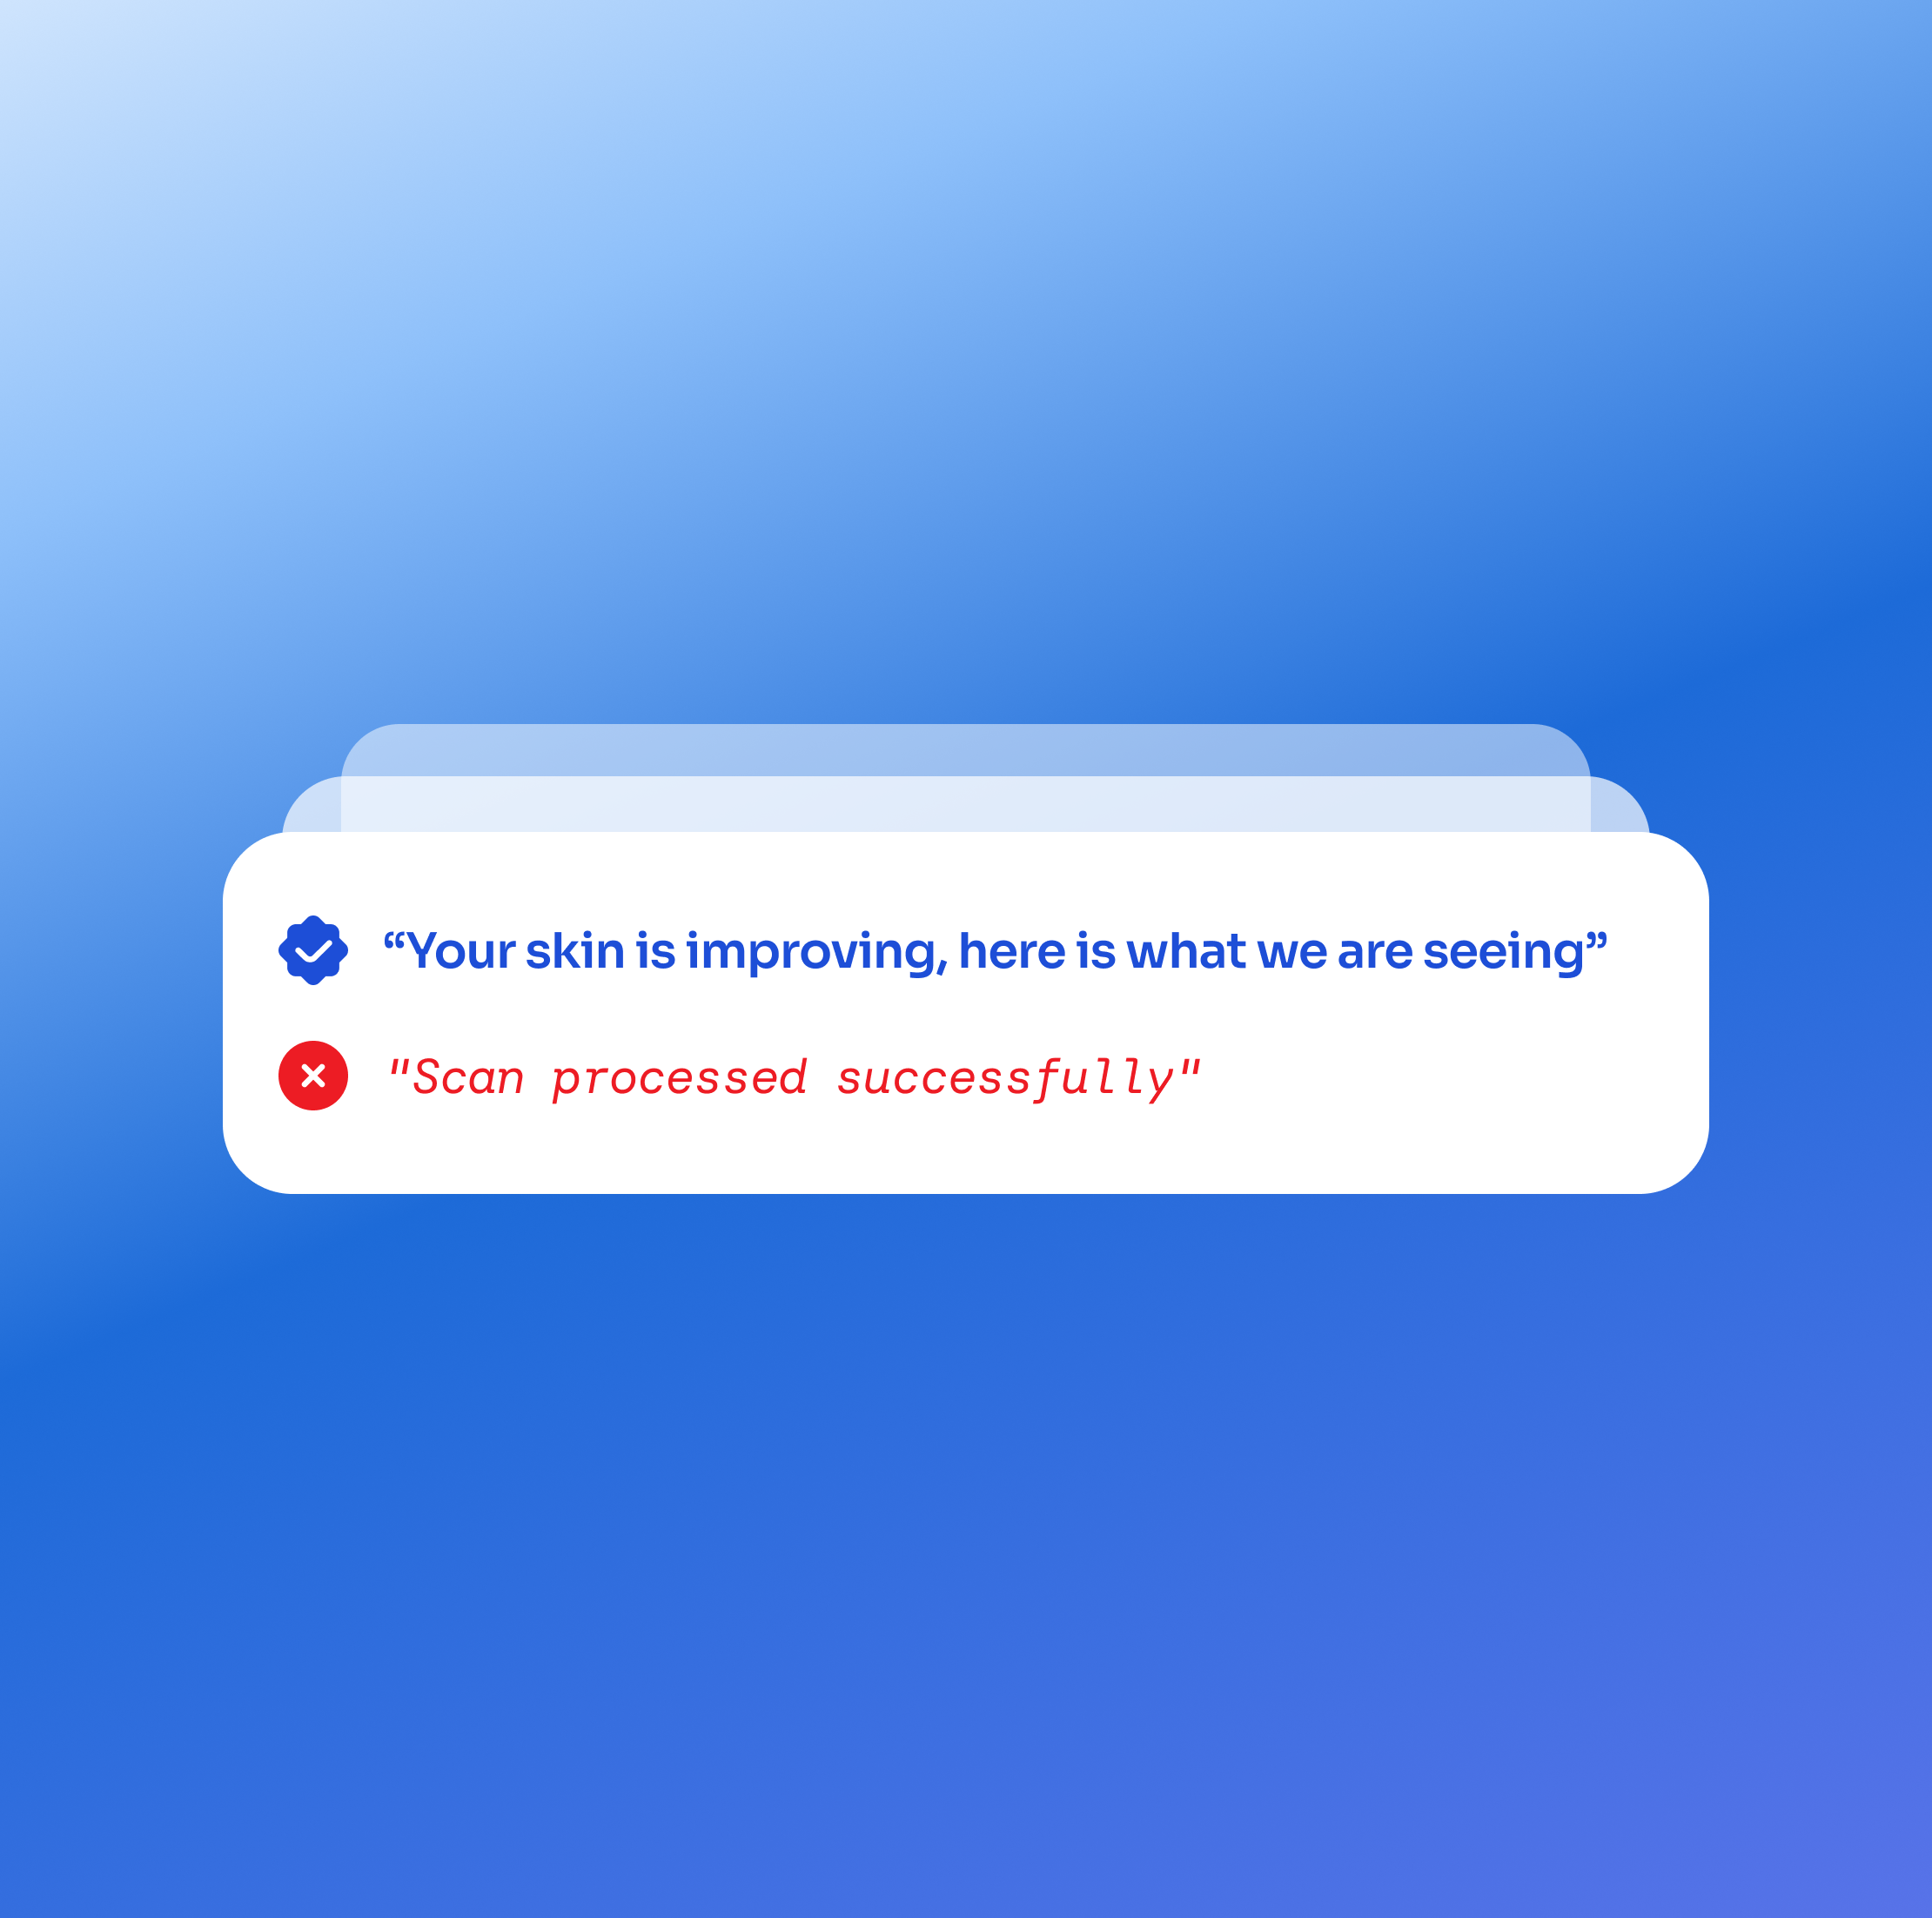 “Your skin is improving, here is what we are seeing”
"Scan processed successfully"